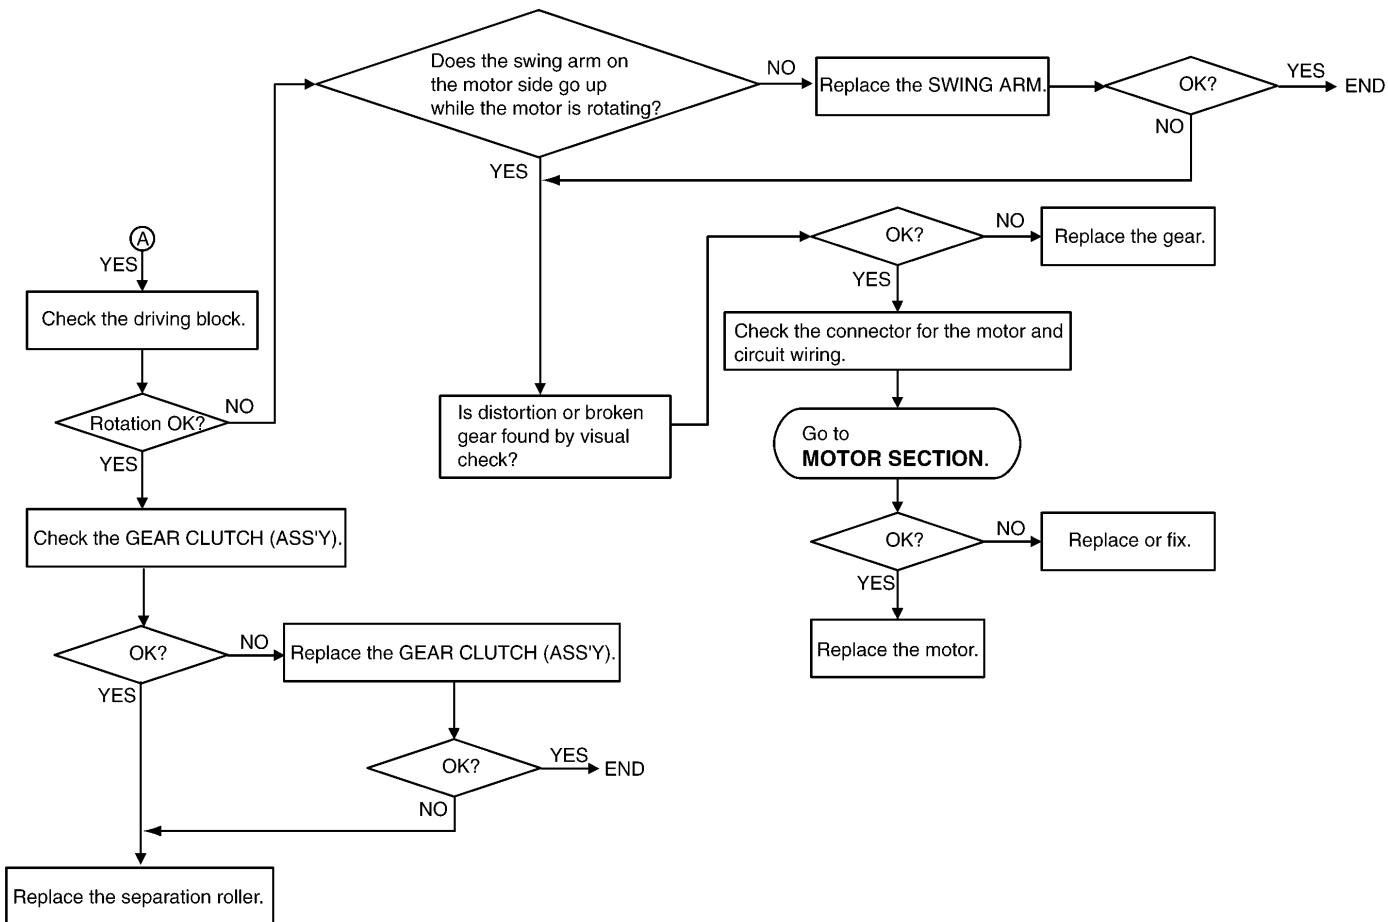 Does the swing arm on
the motor side go up
while the motor is rotating?
NO
Replace the SWING ARM.
OK?
YES
END
NO
YES
A
YES
Check the driving block.
Rotation OK?
NO
YES
Check the GEAR CLUTCH (ASS'Y).
OK?
NO
Replace the GEAR CLUTCH (ASS'Y).
YES
OK?
YES
END
NO
Replace the separation roller.
Is distortion or broken
gear found by visual
check?
OK?
NO
Replace the gear.
YES
Check the connector for the motor and
circuit wiring.
Go to
MOTOR SECTION.
OK?
NO
Replace or fix.
YES
Replace the motor.